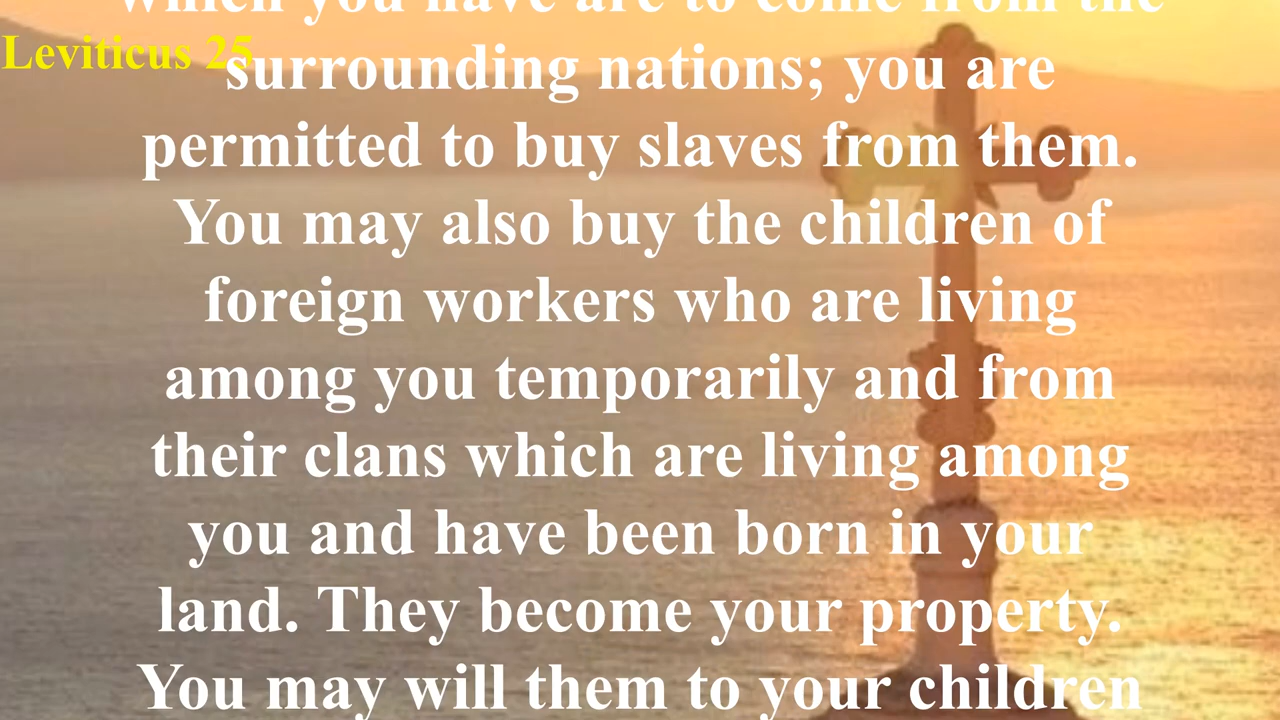 which you have are to come from the
Leviticus 25
surrounding nations; you are
permitted to buy slaves from them.
You may also buy the children of
foreign workers who are living
among you temporarily and from
their clans which are living among
you and have been born in your
land. They become your property.
You may will them to your children